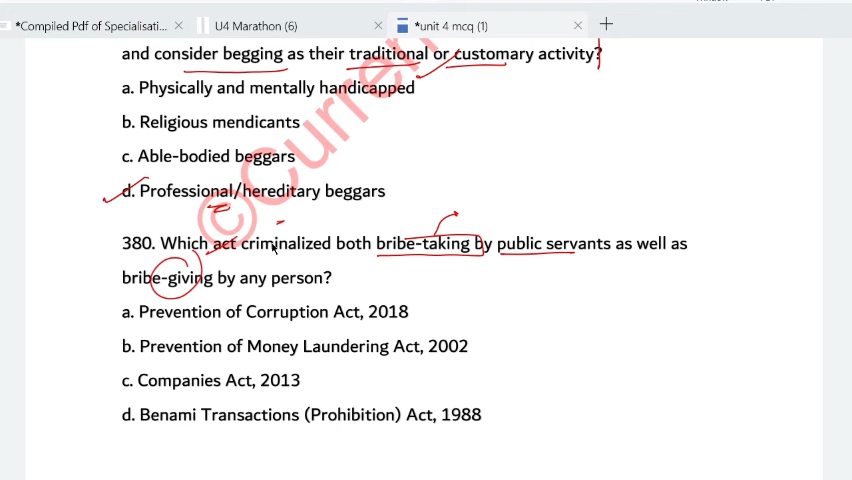 *Compiled Pdf of Specialisati... × U4 Marathon (6) × *unit 4 mcq (1) × +
and consider begging as their traditional or customary activity?
a. Physically and mentally handicapped
b. Religious mendicants
c. Able-bodied beggars
d. Professional/hereditary beggars
380. Which act criminalized both bribe-taking by public servants as well as
bribe-giving by any person?
a. Prevention of Corruption Act, 2018
b. Prevention of Money Laundering Act, 2002
c. Companies Act, 2013
d. Benami Transactions (Prohibition) Act, 1988
©Curren